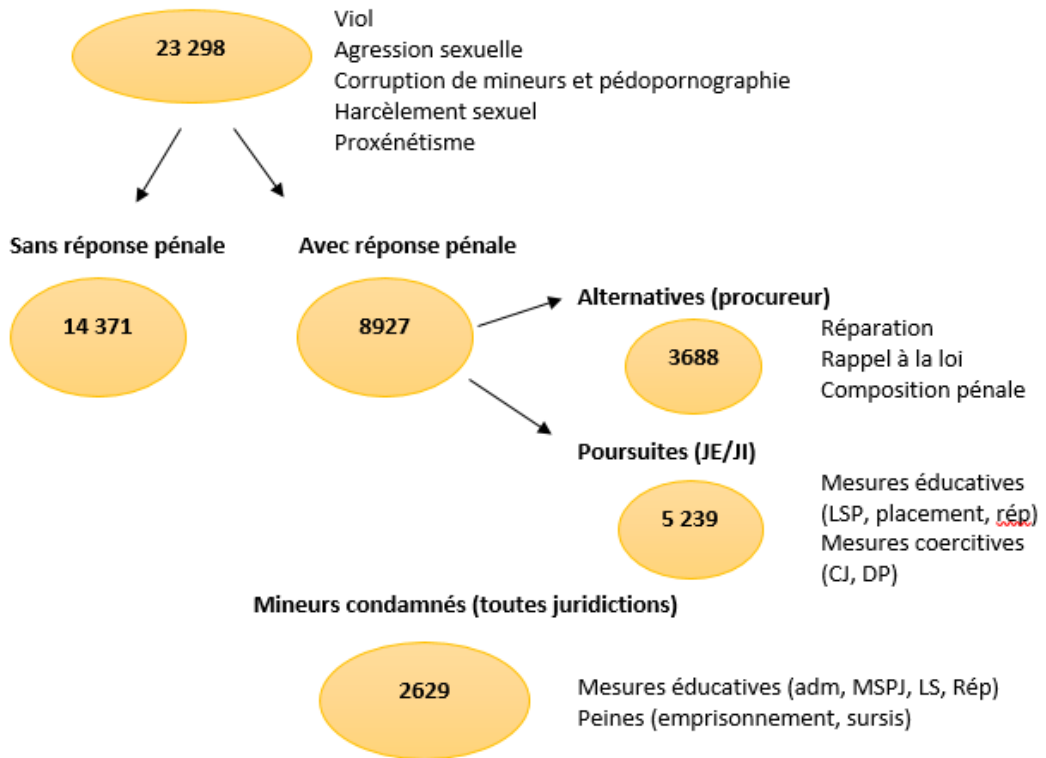 23 298
Viol
Agression sexuelle
Corruption de mineurs et pédopornographie
Harcèlement sexuel
Proxénétisme
Sans réponse pénale
Avec réponse pénale
14 371
8927
Alternatives (procureur)
3688
Réparation
Rappel à la loi
Composition pénale
Poursuites (JE/JI)
5 239
Mesures éducatives
(LSP, placement, rép)
Mesures coercitives
(CJ, DP)
Mineurs condamnés (toutes juridictions)
2629
Mesures éducatives (adm, MSPJ, LS, Rép)
Peines (emprisonnement, sursis)